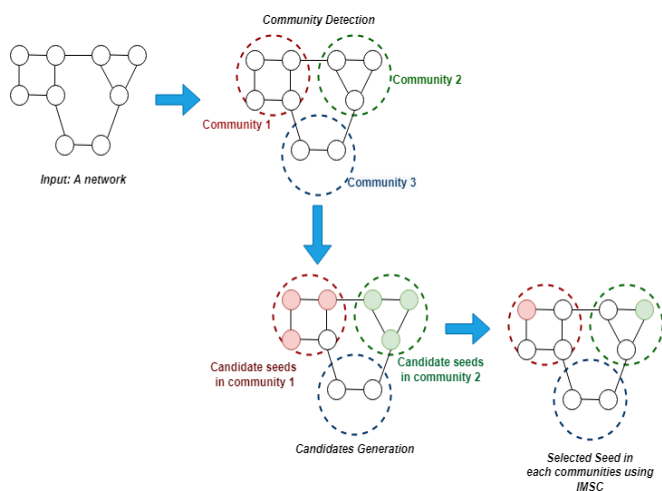 Community Detection
Community 2
Community 1
Input: A network
Community 3
Candidate seeds
in community 1
Candidate seeds
in community 2
Candidates Generation
Selected Seed in
each communities using
IMSC